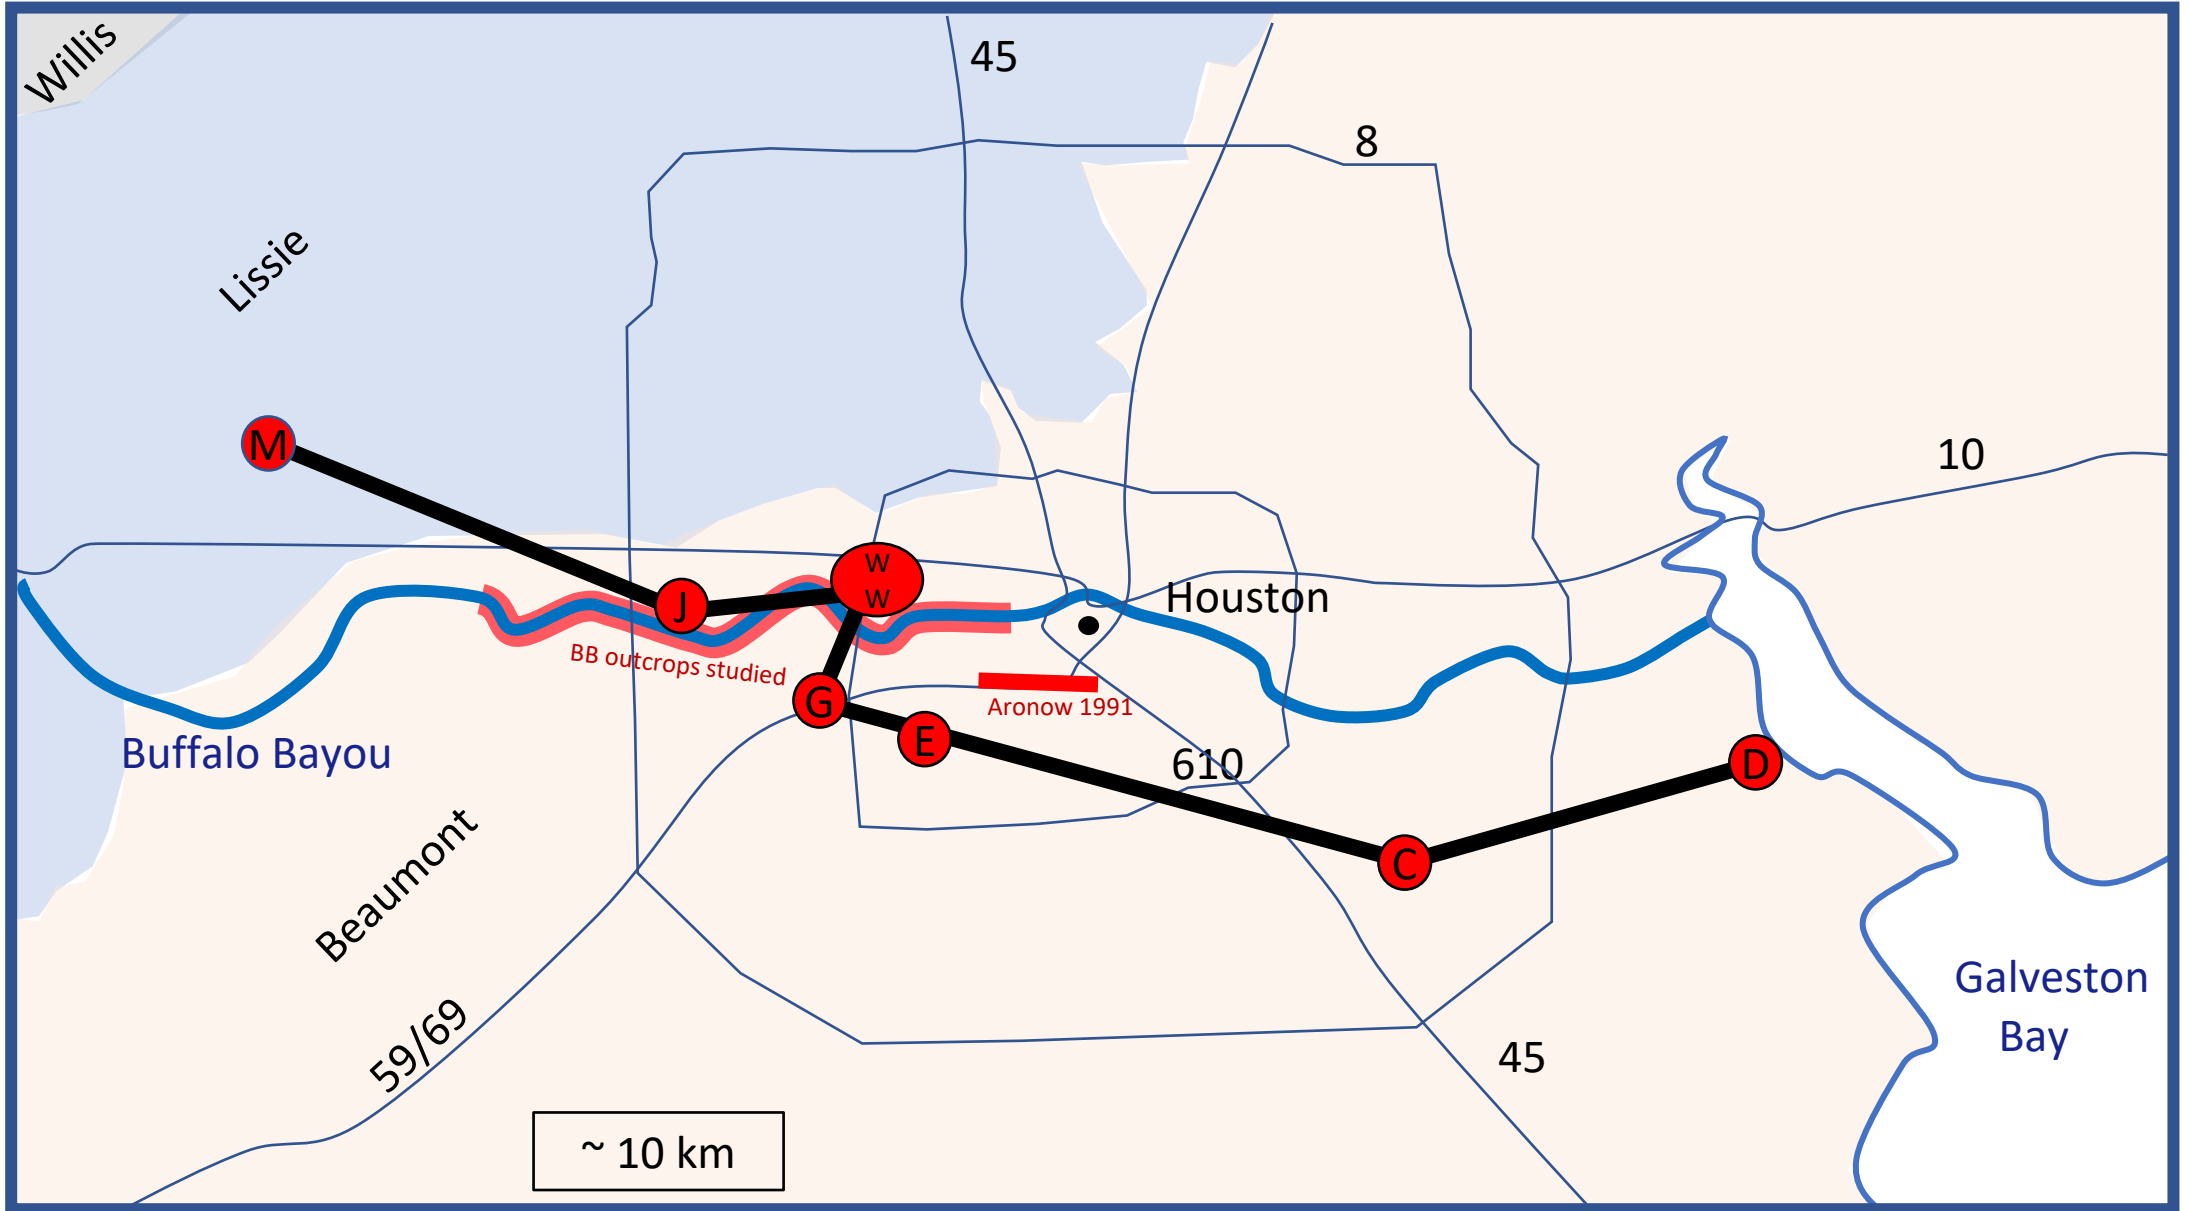 Willis
45
8
Lissie
M
10
W
W
J
Houston
BB outcrops studied
G
Aronow 1991
E
Buffalo Bayou
610
D
Beaumont
C
Galveston
Bay
59/69
45
~ 10 km